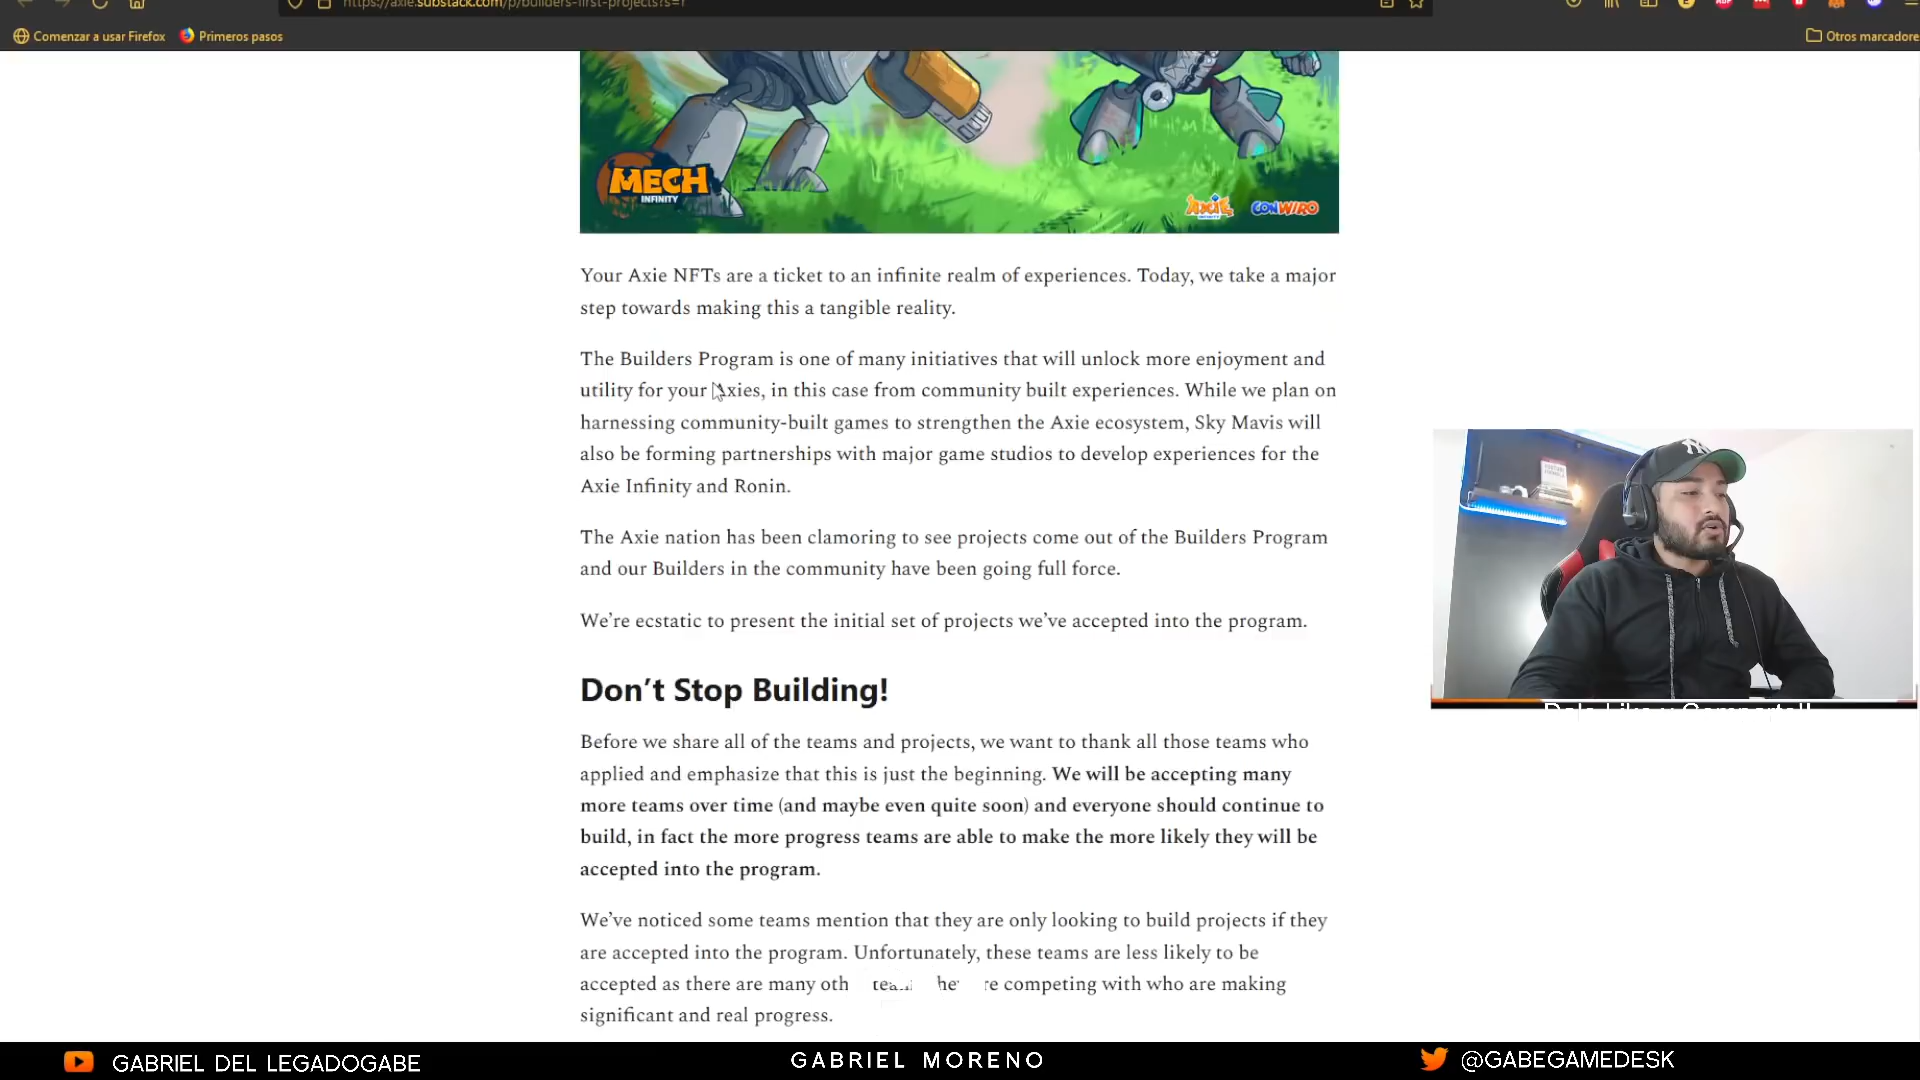 https://axie.substack.com/p/builders-first-projects?s=r
Comenzar a usar Firefox
Primeros pasos
Otros marcadore
MECH
INFINITY
AXIE
CONWIRO
Your Axie NFTs are a ticket to an infinite realm of experiences. Today, we take a major
step towards making this a tangible reality.
The Builders Program is one of many initiatives that will unlock more enjoyment and
utility for your Axies, in this case from community built experiences. While we plan on
harnessing community-built games to strengthen the Axie ecosystem, Sky Mavis will
also be forming partnerships with major game studios to develop experiences for the
Axie Infinity and Ronin.
The Axie nation has been clamoring to see projects come out of the Builders Program
and our Builders in the community have been going full force.
We’re ecstatic to present the initial set of projects we’ve accepted into the program.
Don’t Stop Building!
Before we share all of the teams and projects, we want to thank all those teams who
applied and emphasize that this is just the beginning. We will be accepting many
more teams over time (and maybe even quite soon) and everyone should continue to
build, in fact the more progress teams are able to make the more likely they will be
accepted into the program.
We’ve noticed some teams mention that they are only looking to build projects if they
are accepted into the program. Unfortunately, these teams are less likely to be
accepted as there are many oth competing with who are making
significant and real progress.
GABRIEL DEL LEGADOGABE
GABRIEL MORENO
@GABEGAMEDESK